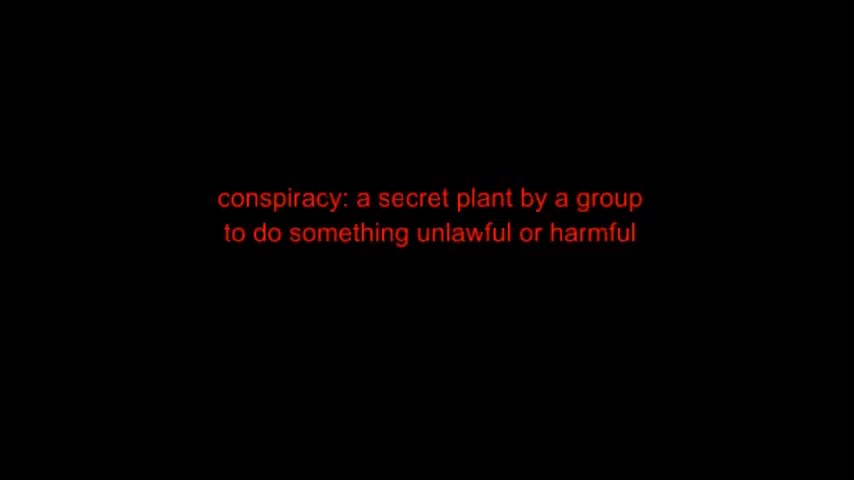 conspiracy: a secret plant by a group
to do something unlawful or harmful